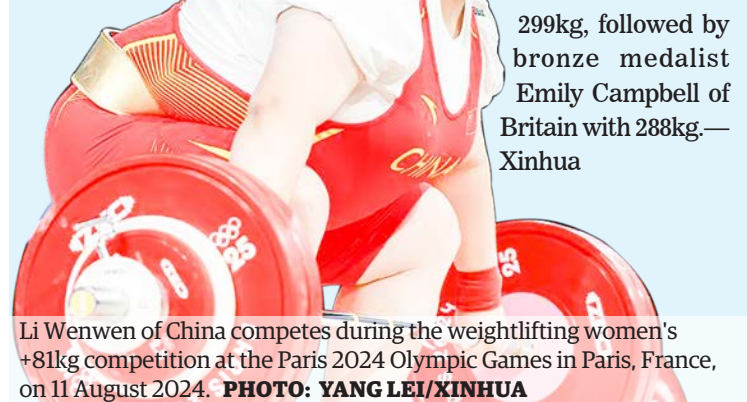 299kg, followed by
bronze medalist
Emily Campbell of
Britain with 288kg.—
Xinhua
CHINA
25
25
Li Wenwen of China competes during the weightlifting women's
+81kg competition at the Paris 2024 Olympic Games in Paris, France,
on 11 August 2024. PHOTO: YANG LEI/XINHUA